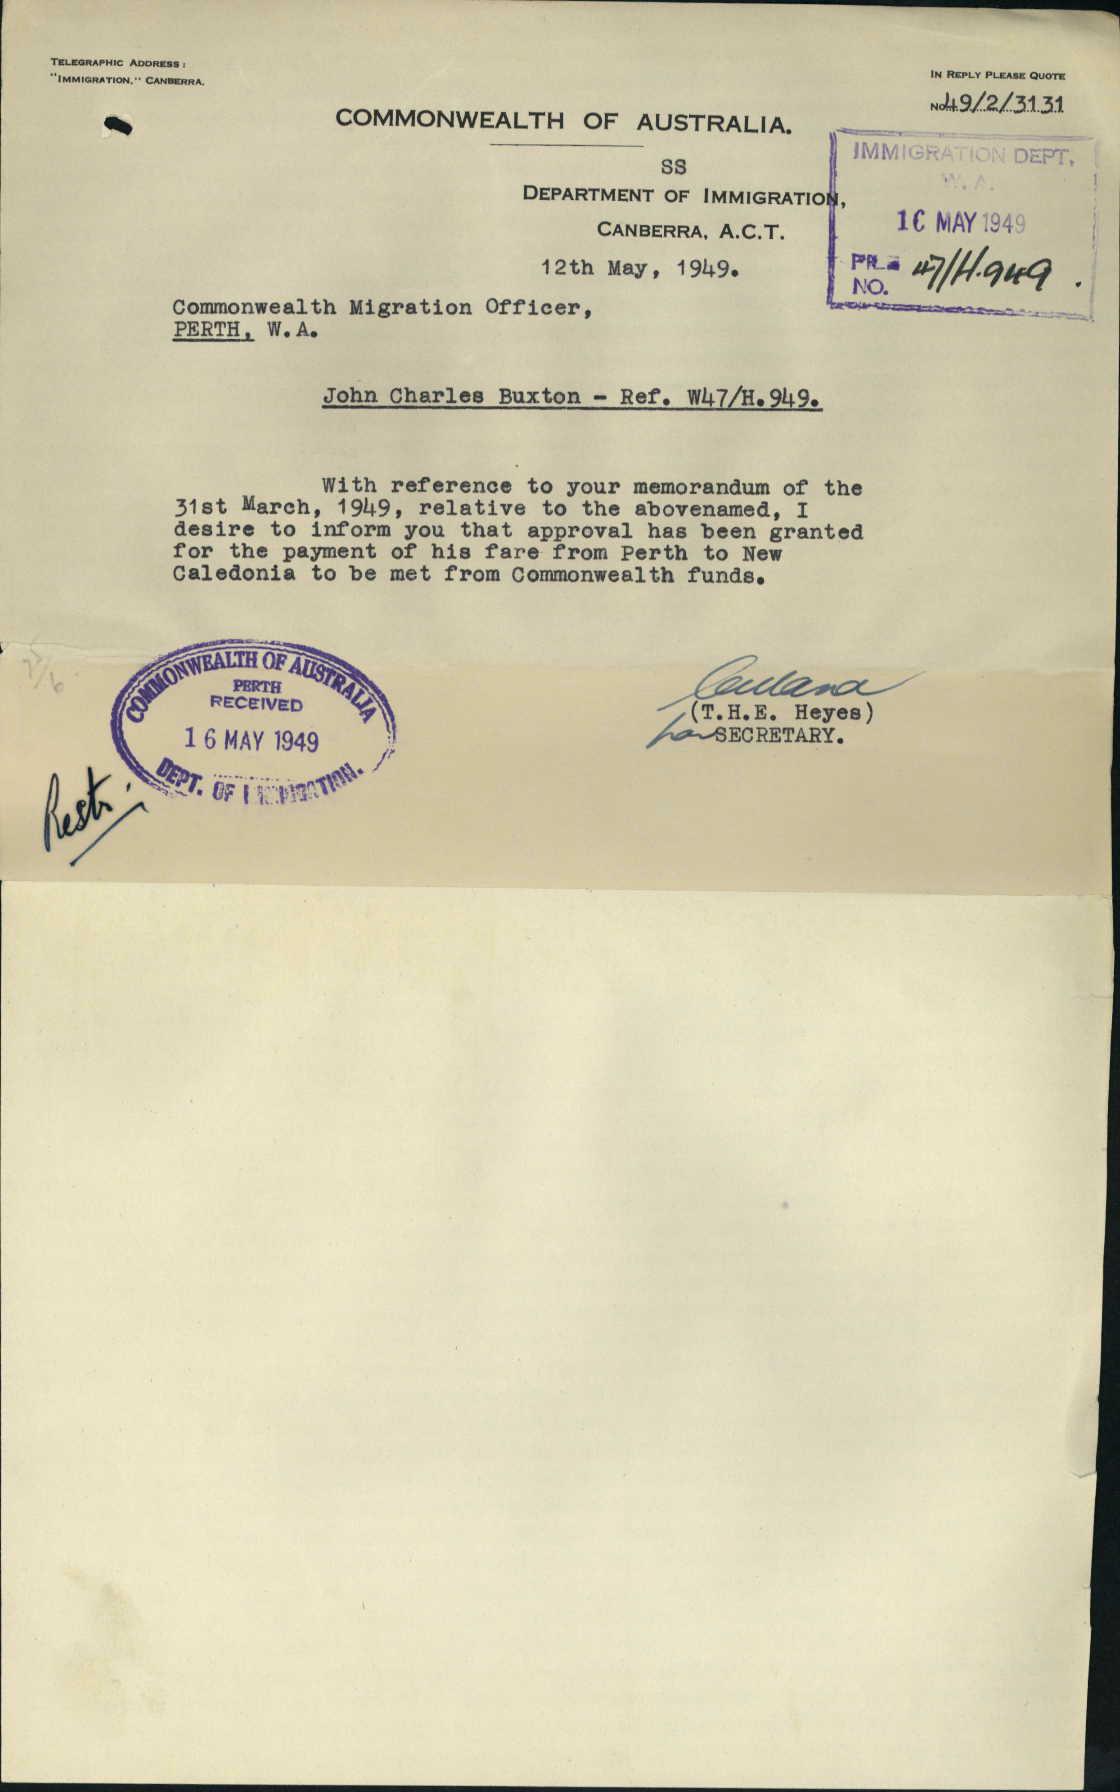 TELEGRAPHIC ADDRESS:
"IMMIGRATION," CANBERRA.
IN REPLY PLEASE QUOTE
No. 49/2/3131
COMMONWEALTH OF AUSTRALIA.
SS
DEPARTMENT OF IMMIGRATION,
CANBERRA, A.C.T.
12th May, 1949.
IMMIGRATION DEPT.
W.A.
16 MAY 1949
NO. 47/H.949.
Commonwealth Migration Officer,
PERTH, W.A.
John Charles Buxton - Ref. W47/H.949.
With reference to your memorandum of the
31st March, 1949, relative to the abovenamed, I
desire to inform you that approval has been granted
for the payment of his fare from Perth to New
Caledonia to be met from Commonwealth funds.
COMMONWEALTH OF AUSTRALIA
PERTH
RECEIVED
16 MAY 1949
DEPT. OF IMMIGRATION.
(T.H.E. Heyes)
for SECRETARY.
Restr.